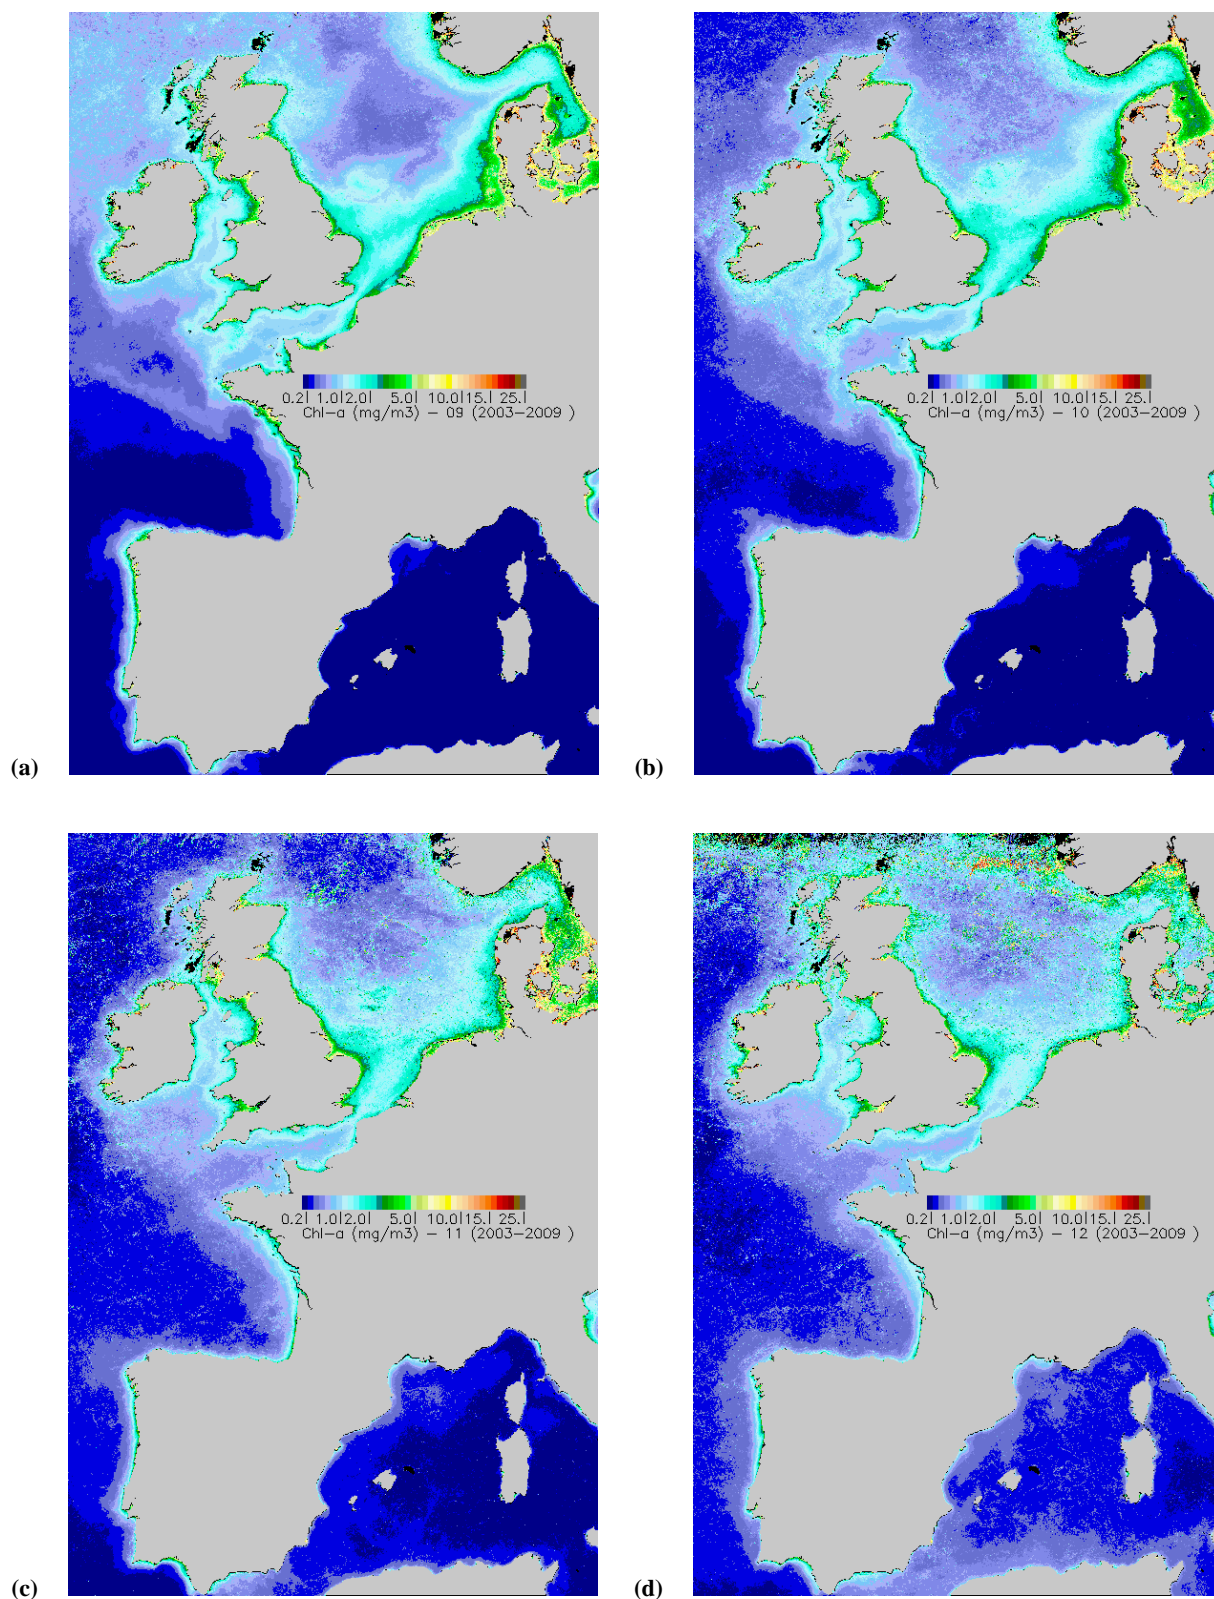 0.2| 1.0|2.0| 5.0| 10.0|15.| 25.|
Chl-a (mg/m3) - 09 (2003-2009 )
(a)
0.2| 1.0|2.0| 5.0| 10.0|15.| 25.|
Chl-a (mg/m3) - 10 (2003-2009 )
(b)
0.2| 1.0|2.0| 5.0| 10.0|15.| 25.|
Chl-a (mg/m3) - 11 (2003-2009 )
(c)
0.2| 1.0|2.0| 5.0| 10.0|15.| 25.|
Chl-a (mg/m3) - 12 (2003-2009 )
(d)